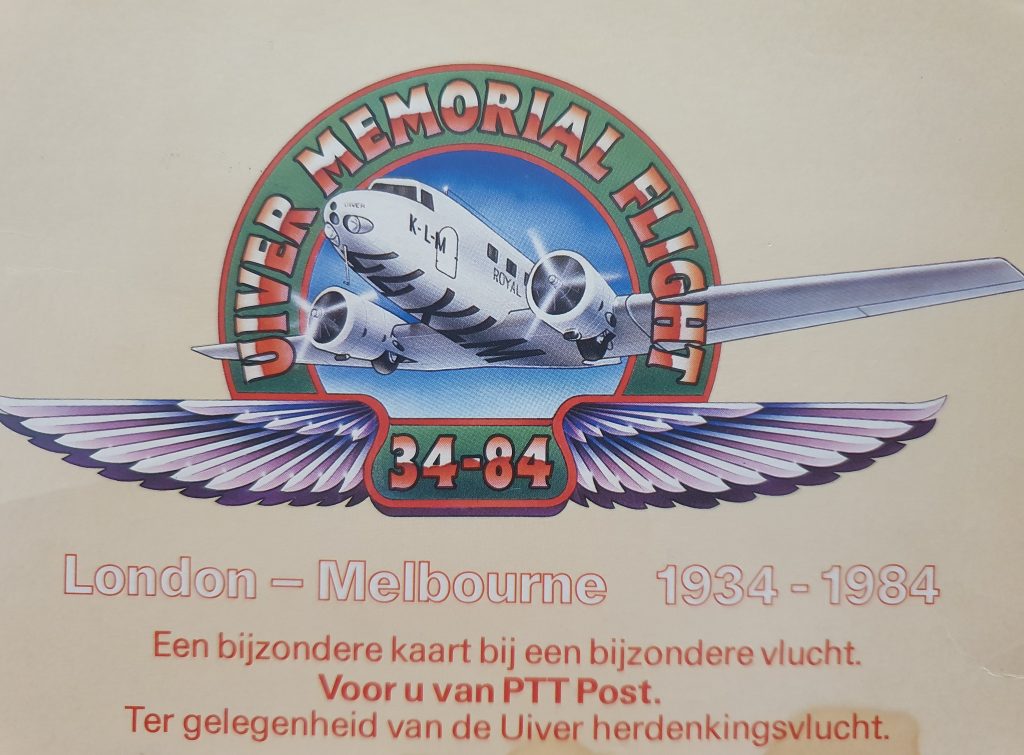 UIVER MEMORIAL FLIGHT
UIVER
K-L-M
ROYAL
KLM
34-84
London – Melbourne 1934 - 1984
Een bijzondere kaart bij een bijzondere vlucht.
Voor u van PTT Post.
Ter gelegenheid van de Uiver herdenkingsvlucht.